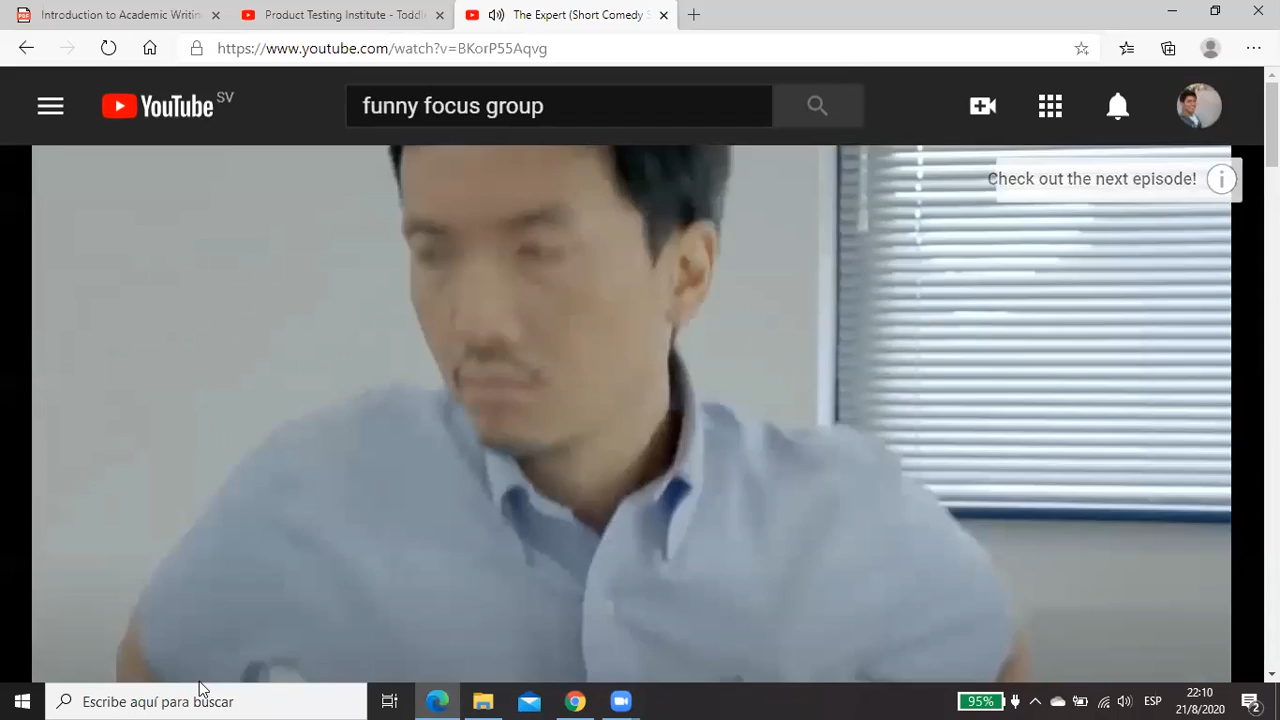 Introduction to Academic Writin
Product Testing Institute - Toddl
The Expert (Short Comedy S
https://www.youtube.com/watch?v=BKorP55Aqvg
YouTube SV
funny focus group
Check out the next episode!
Escribe aquí para buscar
95%
ESP
22:10
21/8/2020
2